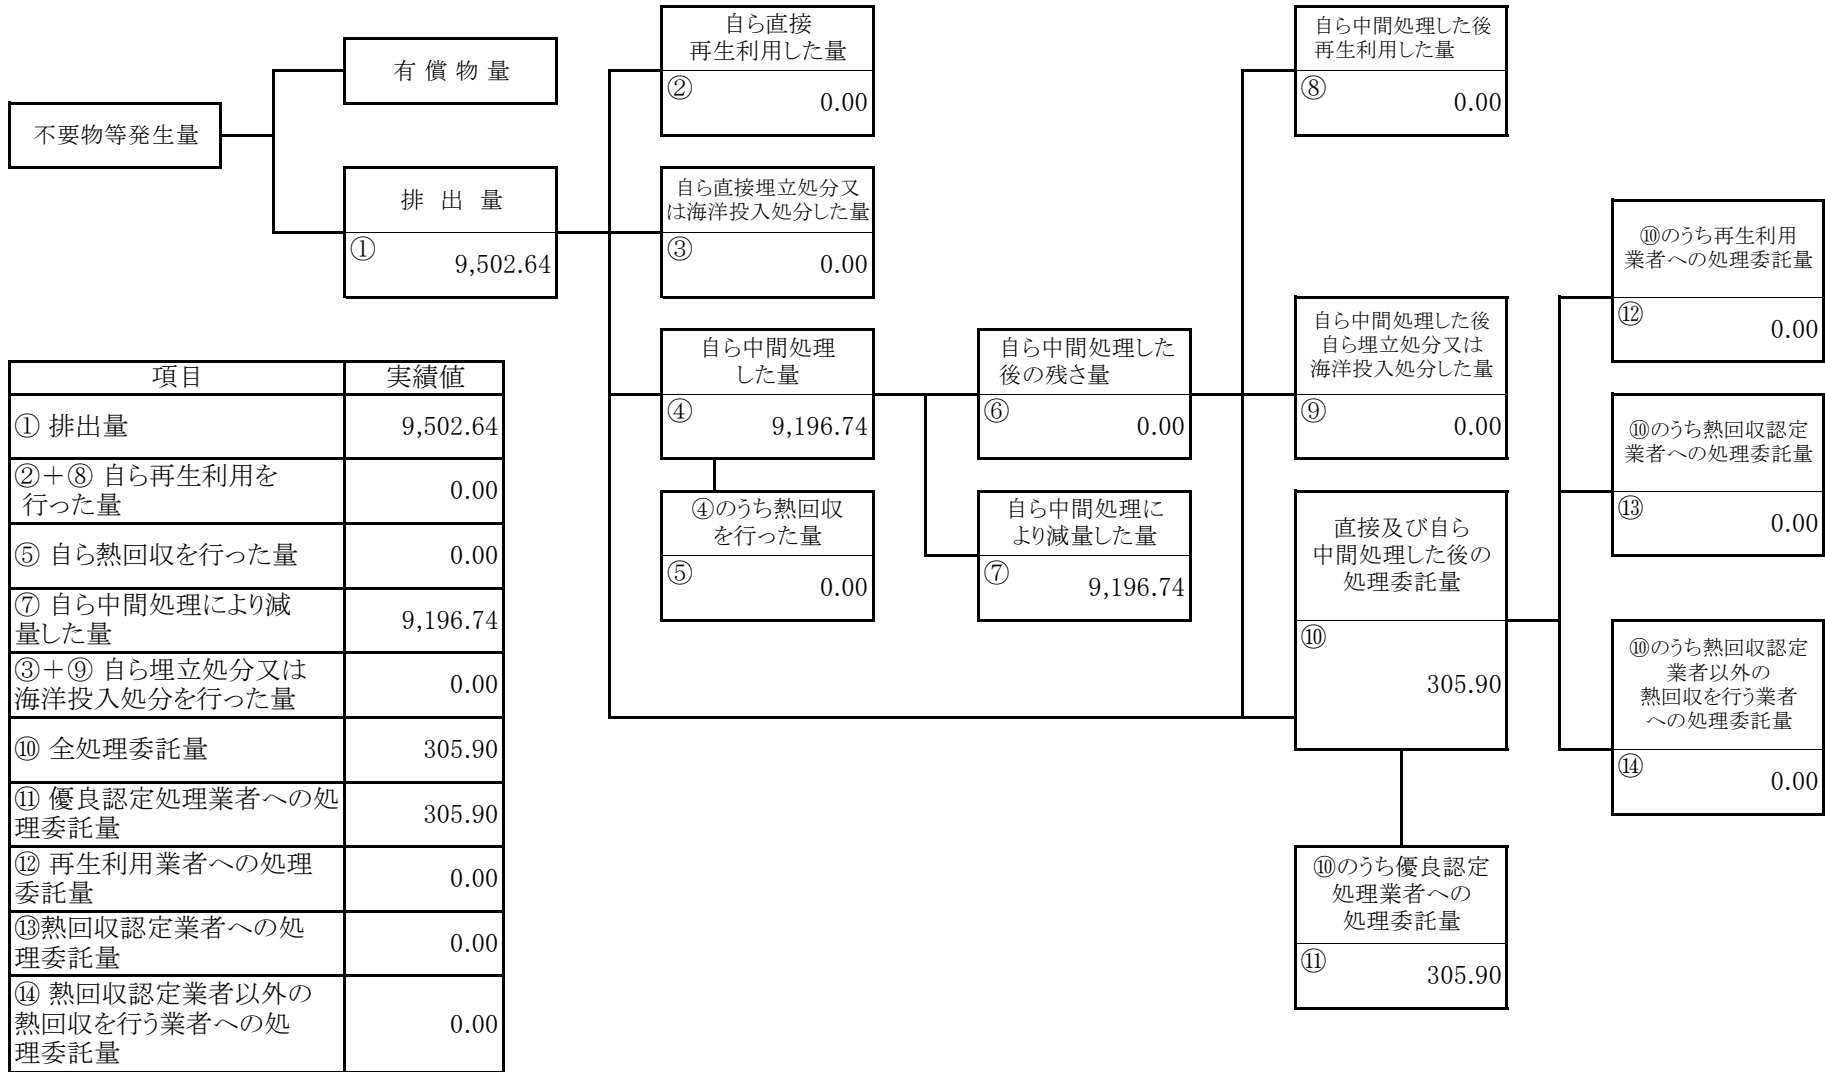 不要物等発生量
有 償 物 量
排 出 量
①
9,502.64
自ら直接
再生利用した量
②
0.00
自ら直接埋立処分又
は海洋投入処分した量
③
0.00
自ら中間処理
した量
④
9,196.74
④のうち熱回収
を行った量
⑤
0.00
自ら中間処理した
後の残さ量
⑥
0.00
自ら中間処理に
より減量した量
⑦
9,196.74
自ら中間処理した後
再生利用した量
⑧
0.00
自ら中間処理した後
自ら埋立処分又は
海洋投入処分した量
⑨
0.00
直接及び自ら
中間処理した後の
処理委託量
⑩
305.90
⑩のうち優良認定
処理業者への
処理委託量
⑪
305.90
⑩のうち再生利用
業者への処理委託量
⑫
0.00
⑩のうち熱回収認定
業者への処理委託量
⑬
0.00
⑩のうち熱回収認定
業者以外の
熱回収を行う業者
への処理委託量
⑭
0.00
項目 実績値
① 排出量 9,502.64
②＋⑧ 自ら再生利用を
行った量 0.00
⑤ 自ら熱回収を行った量 0.00
⑦ 自ら中間処理により減
量した量 9,196.74
③＋⑨ 自ら埋立処分又は
海洋投入処分を行った量 0.00
⑩ 全処理委託量 305.90
⑪ 優良認定処理業者への処
理委託量 305.90
⑫ 再生利用業者への処理
委託量 0.00
⑬熱回収認定業者への処
理委託量 0.00
⑭ 熱回収認定業者以外の
熱回収を行う業者への処
理委託量 0.00